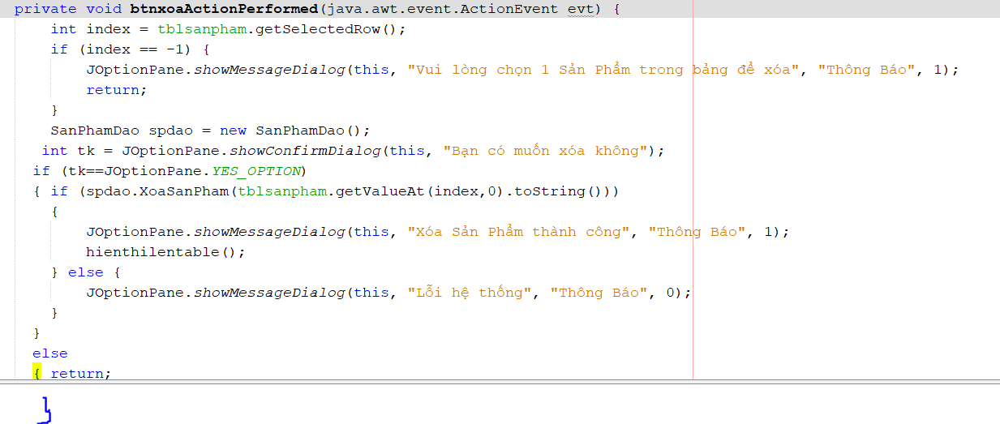 private void btnxoaActionPerformed(java.awt.event.ActionEvent evt) {
int index = tblsanpham.getSelectedRow();
if (index == -1) {
JOptionPane.showMessageDialog(this, "Vui lòng chọn 1 Sản Phẩm trong bảng để xóa", "Thông Báo", 1);
return;
}
SanPhamDao spdao = new SanPhamDao();
int tk = JOptionPane.showConfirmDialog(this, "Bạn có muốn xóa không");
if (tk==JOptionPane.YES_OPTION)
{ if (spdao.XoaSanPham(tblsanpham.getValueAt(index,0).toString()))
{
JOptionPane.showMessageDialog(this, "Xóa Sản Phẩm thành công", "Thông Báo", 1);
hienthilentable();
} else {
JOptionPane.showMessageDialog(this, "Lỗi hệ thống", "Thông Báo", 0);
}
}
else
{ return;
}